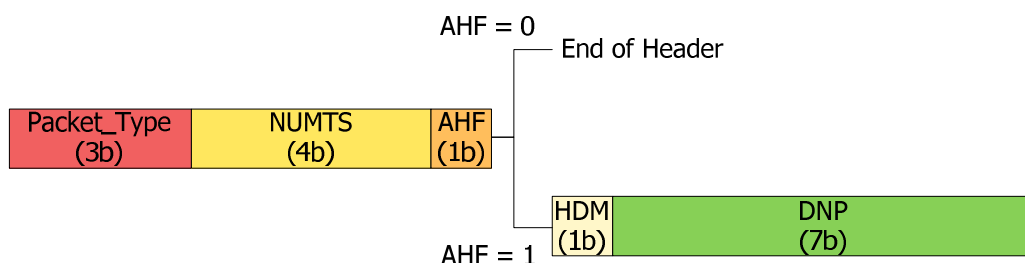 AHF = 0
End of Header
Packet_Type
(3b)
NUMTS
(4b)
AHF
(1b)
HDM
(1b)
DNP
(7b)
AHF = 1